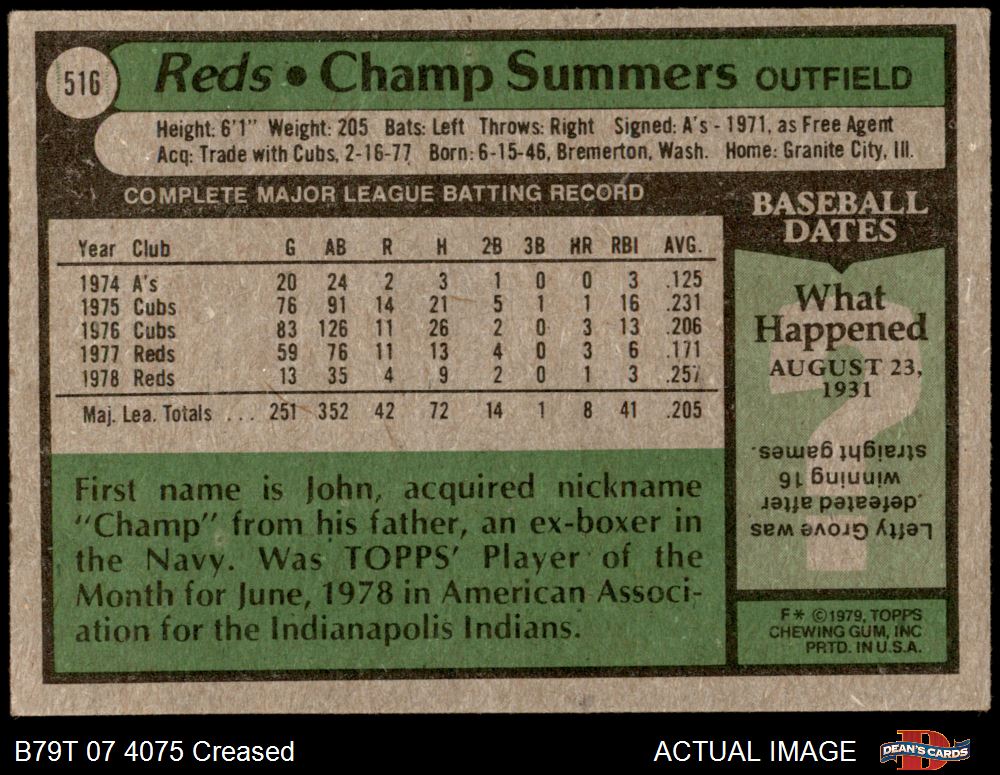 516
Reds • Champ Summers OUTFIELD
Height: 6'1" Weight: 205 Bats: Left Throws: Right Signed: A's - 1971, as Free Agent
Acq: Trade with Cubs, 2-16-77 Born: 6-15-46, Bremerton, Wash. Home: Granite City, Ill.
COMPLETE MAJOR LEAGUE BATTING RECORD
Year Club G AB R H 2B 3B HR RBI AVG.
1974 A's 20 24 2 3 1 0 0 3 .125
1975 Cubs 76 91 14 21 5 1 1 16 .231
1976 Cubs 83 126 11 26 2 0 3 13 .206
1977 Reds 59 76 11 13 4 0 3 6 .171
1978 Reds 13 35 4 9 2 0 1 3 .257
Maj. Lea. Totals ... 251 352 42 72 14 1 8 41 .205
First name is John, acquired nickname
"Champ" from his father, an ex-boxer in
the Navy. Was TOPPS' Player of the
Month for June, 1978 in American Associ-
ation for the Indianapolis Indians.
BASEBALL
DATES
What
Happened
AUGUST 23,
1931
?
Lefty Grove was
defeated after
winning 16
straight games.
F* ©1979, TOPPS
CHEWING GUM, INC
PRTD. IN U.S.A.
B79T 07 4075 Creased
ACTUAL IMAGE
D
DEAN'S CARDS